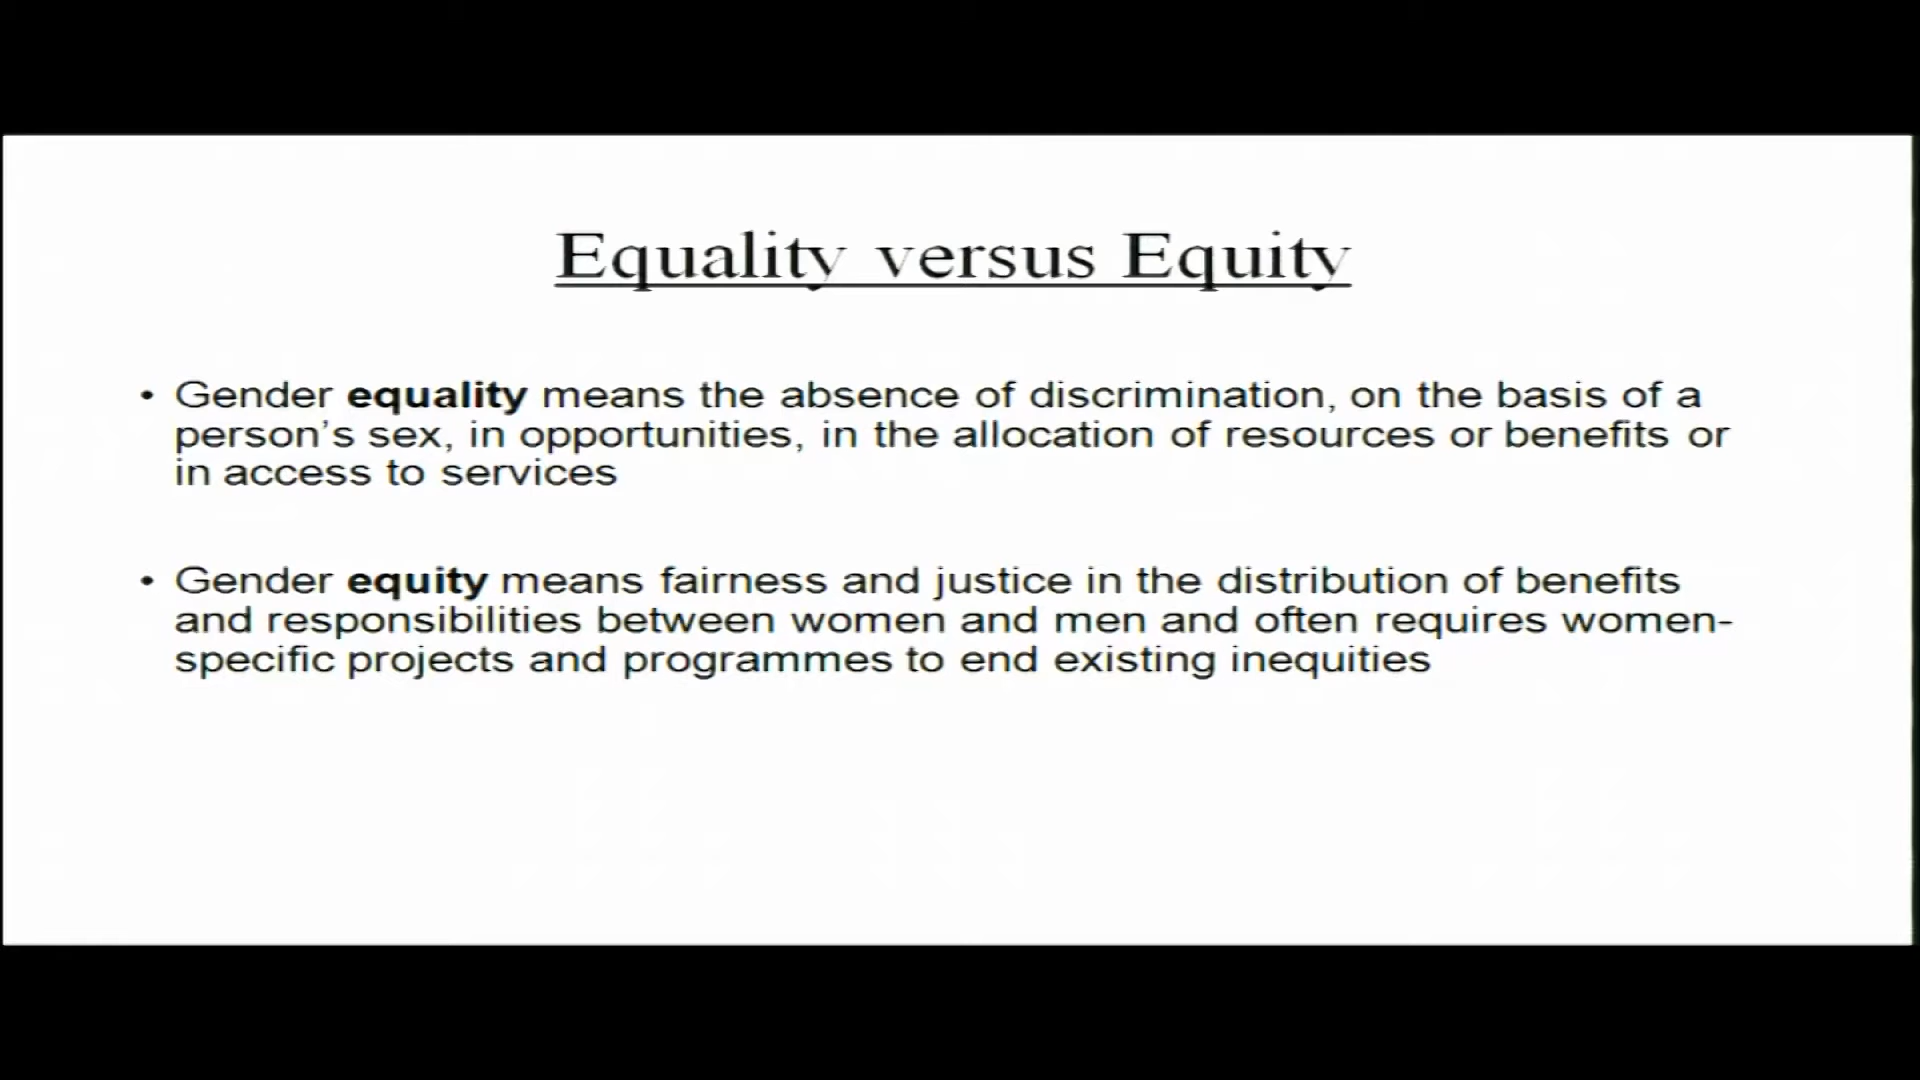 Equality versus Equity
• Gender equality means the absence of discrimination, on the basis of a
person’s sex, in opportunities, in the allocation of resources or benefits or
in access to services
• Gender equity means fairness and justice in the distribution of benefits
and responsibilities between women and men and often requires women-
specific projects and programmes to end existing inequities